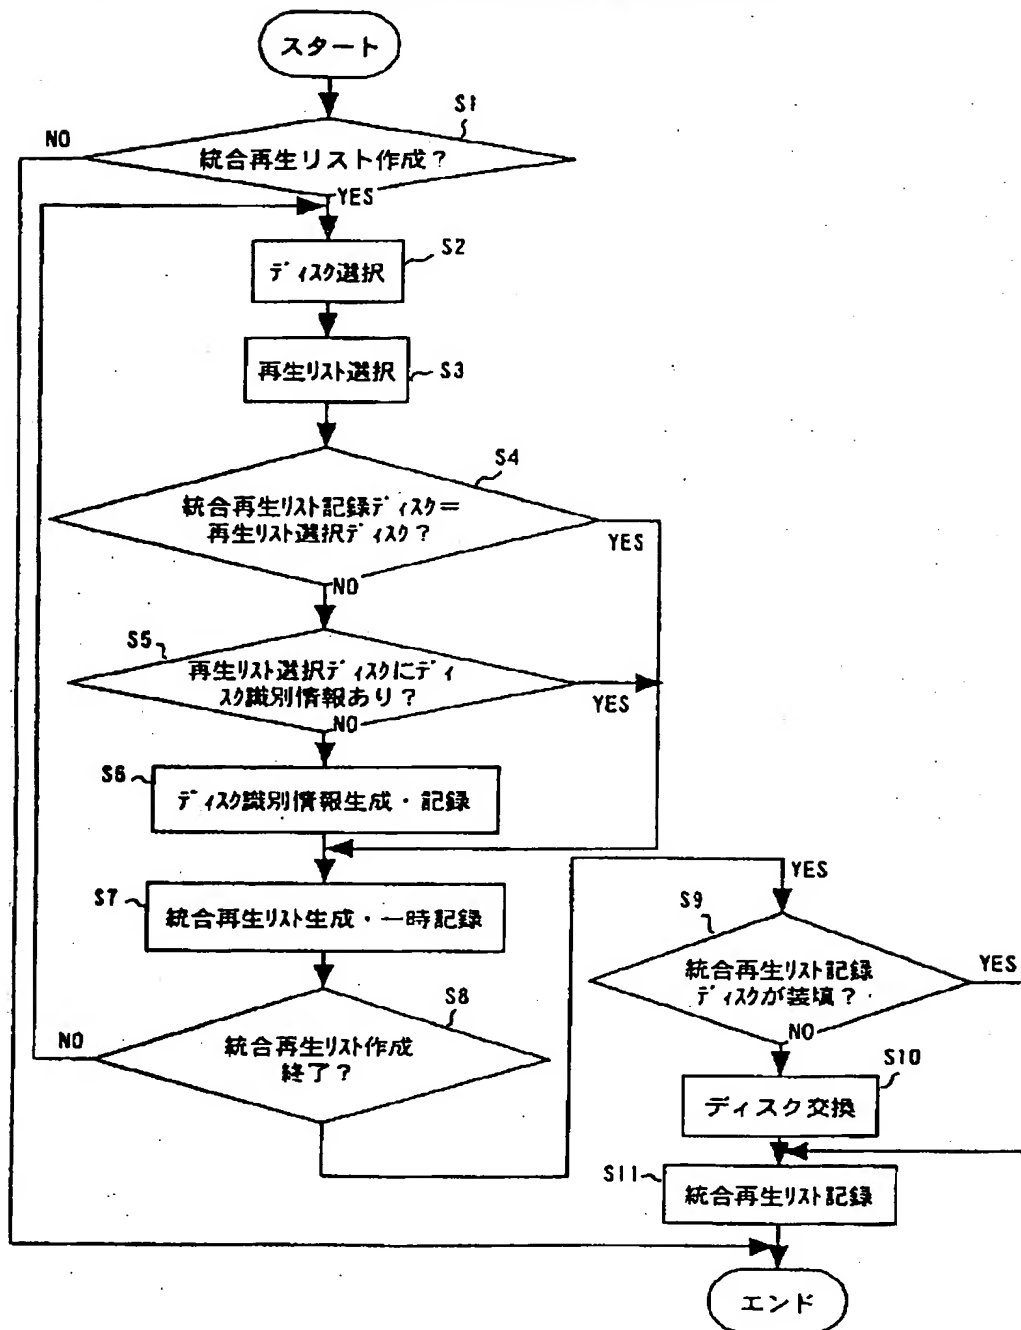 スタート
S1
NO
統合再生リスト作成？
YES
S2
ディスク選択
再生リスト選択
S3
S4
統合再生リスト記録ディスク＝
再生リスト選択ディスク？
YES
NO
S5
再生リスト選択ディスクにディ
スク識別情報あり？
YES
NO
S6
ディスク識別情報生成・記録
S7
統合再生リスト生成・一時記録
S8
NO
統合再生リスト作成
終了？
YES
S9
統合再生リスト記録
ディスクが装填？
YES
NO
S10
ディスク交換
S11
統合再生リスト記録
エンド